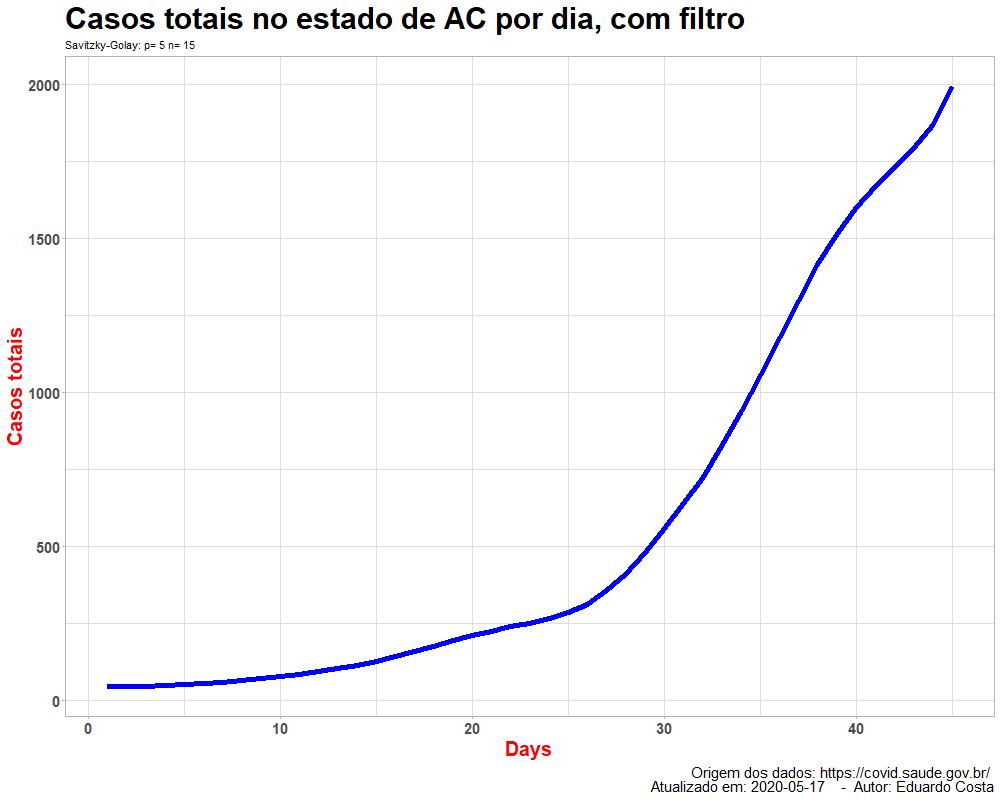 Casos totais no estado de AC por dia, com filtro
Savitzky-Golay: p= 5 n= 15
2000
1500
1000
500
0
Casos totais
0 10 20 30 40
Days
Origem dos dados: https://covid.saude.gov.br/
Atualizado em: 2020-05-17 - Autor: Eduardo Costa